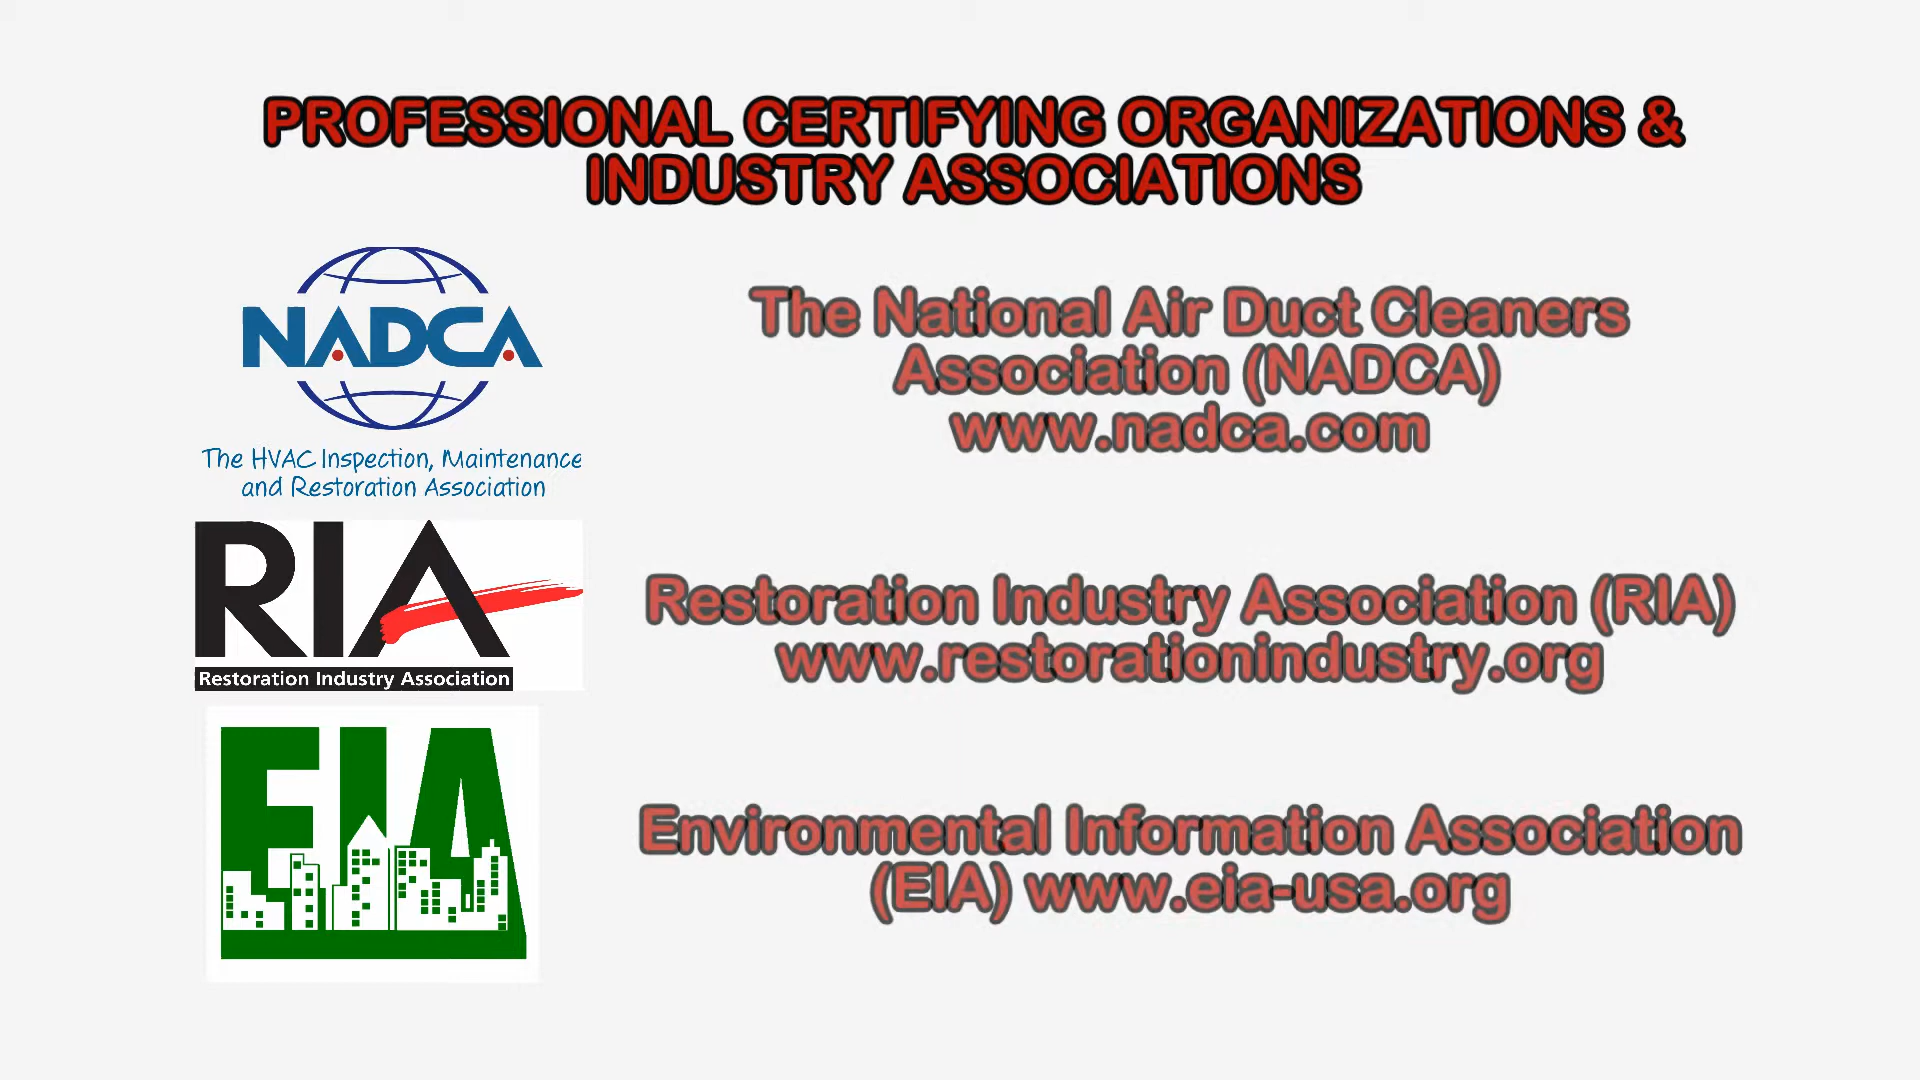 PROFESSIONAL CERTIFYING ORGANIZATIONS &
INDUSTRY ASSOCIATIONS
NADCA
The HVAC Inspection, Maintenance
and Restoration Association
The National Air Duct Cleaners
Association (NADCA)
www.nadca.com
RIA
Restoration Industry Association
Restoration Industry Association (RIA)
www.restorationindustry.org
EIA
Environmental Information Association
(EIA) www.eia-usa.org